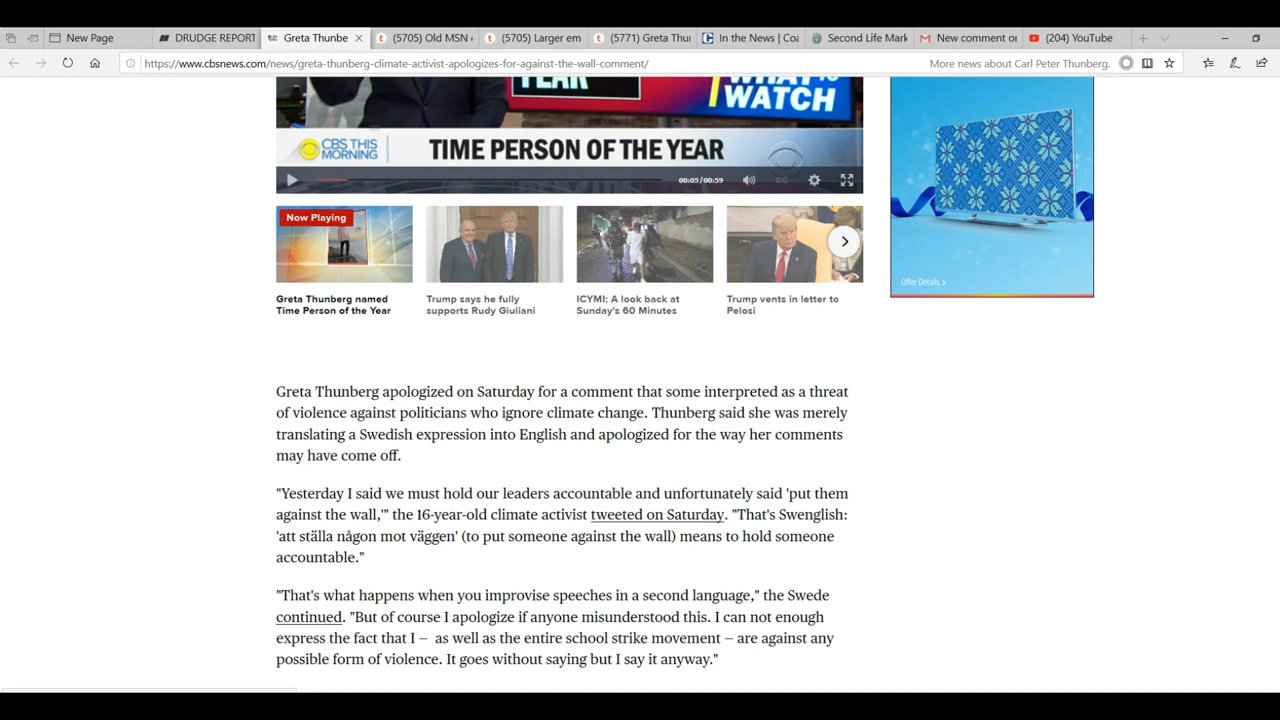 New Page
DRUDGE REPORT
Greta Thunbe
(5705) Old MSN
(5705) Larger em
(5771) Greta Thu
In the News | Coa
Second Life Mark
New comment on
(204) YouTube
https://www.cbsnews.com/news/greta-thunberg-climate-activist-apologizes-for-against-the-wall-comment/
More news about Carl Peter Thunberg.
WATCH
CBS THIS
MORNING
TIME PERSON OF THE YEAR
00:05/00:59
CC
Now Playing
Greta Thunberg named
Time Person of the Year
Trump says he fully
supports Rudy Giuliani
ICYMI: A look back at
Sunday's 60 Minutes
Trump vents in letter to
Pelosi
Offer Details >
Greta Thunberg apologized on Saturday for a comment that some interpreted as a threat
of violence against politicians who ignore climate change. Thunberg said she was merely
translating a Swedish expression into English and apologized for the way her comments
may have come off.
"Yesterday I said we must hold our leaders accountable and unfortunately said 'put them
against the wall,'" the 16-year-old climate activist tweeted on Saturday. "That's Swenglish:
'att ställa någon mot väggen' (to put someone against the wall) means to hold someone
accountable."
"That's what happens when you improvise speeches in a second language," the Swede
continued. "But of course I apologize if anyone misunderstood this. I can not enough
express the fact that I — as well as the entire school strike movement — are against any
possible form of violence. It goes without saying but I say it anyway."